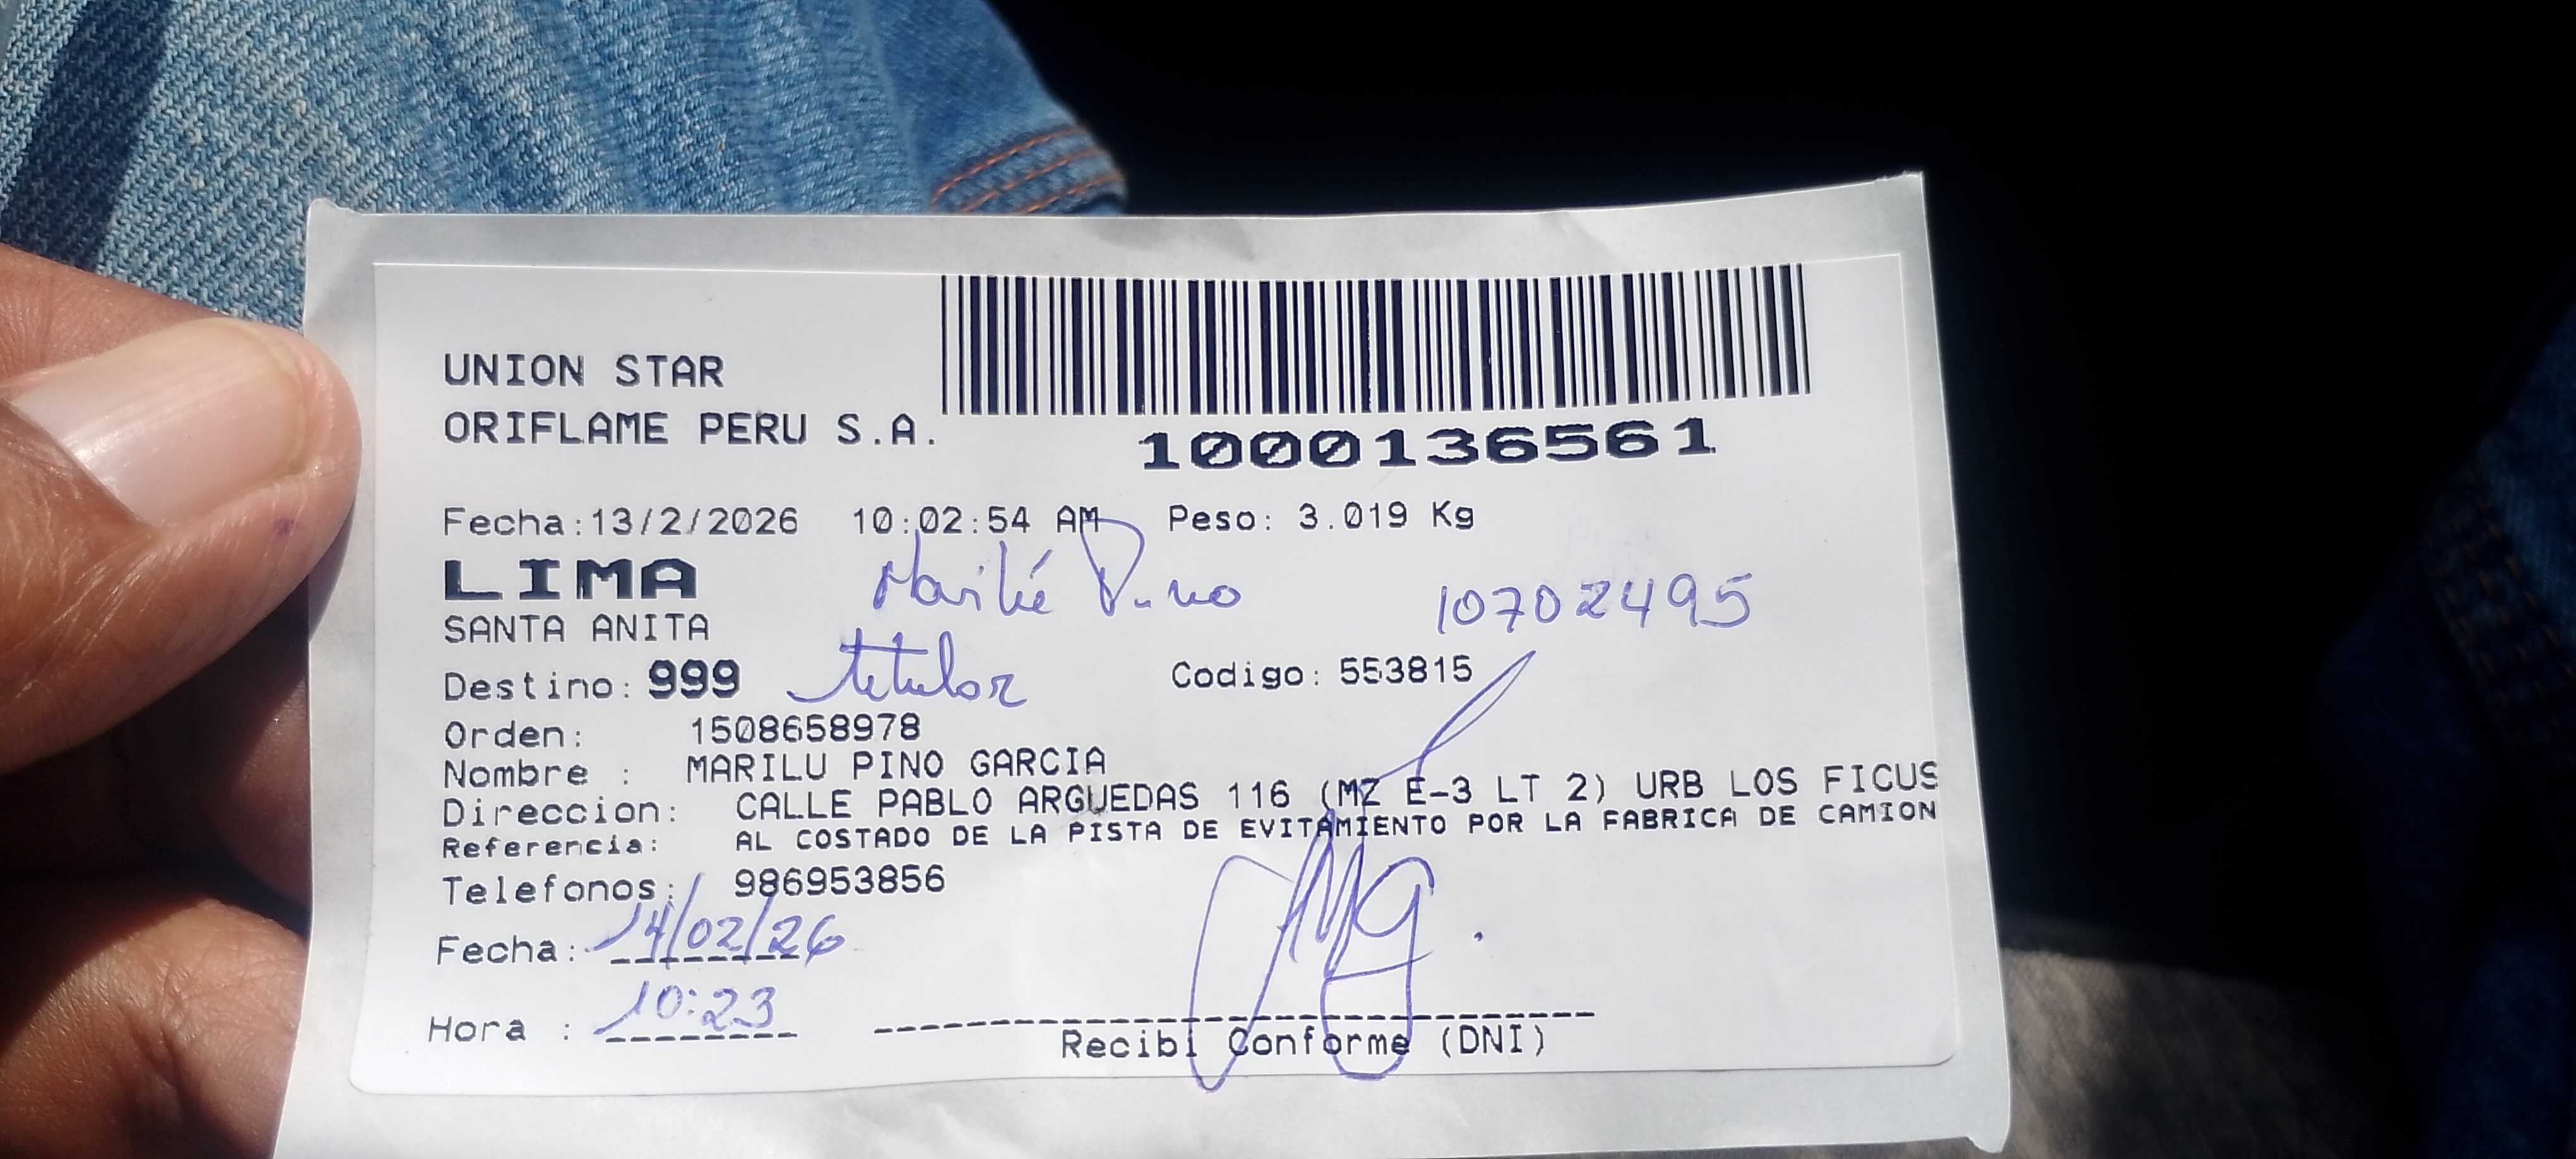 UNION STAR
ORIFLAME PERU S.A.
1000136561
Fecha:13/2/2026 10:02:54 AM Peso: 3.019 Kg
LIMA
Marilú Pino 10702495
SANTA ANITA
Destino: 999 titular Codigo: 553815
Orden: 1508658978
Nombre : MARILU PINO GARCIA
Direccion: CALLE PABLO ARGUEDAS 116 (MZ E-3 LT 2) URB LOS FICUS
Referencia: AL COSTADO DE LA PISTA DE EVITAMIENTO POR LA FABRICA DE CAMION
Telefonos: 986953856
Fecha: 14/02/26
Hora : 10:23
Recibi Conforme (DNI)